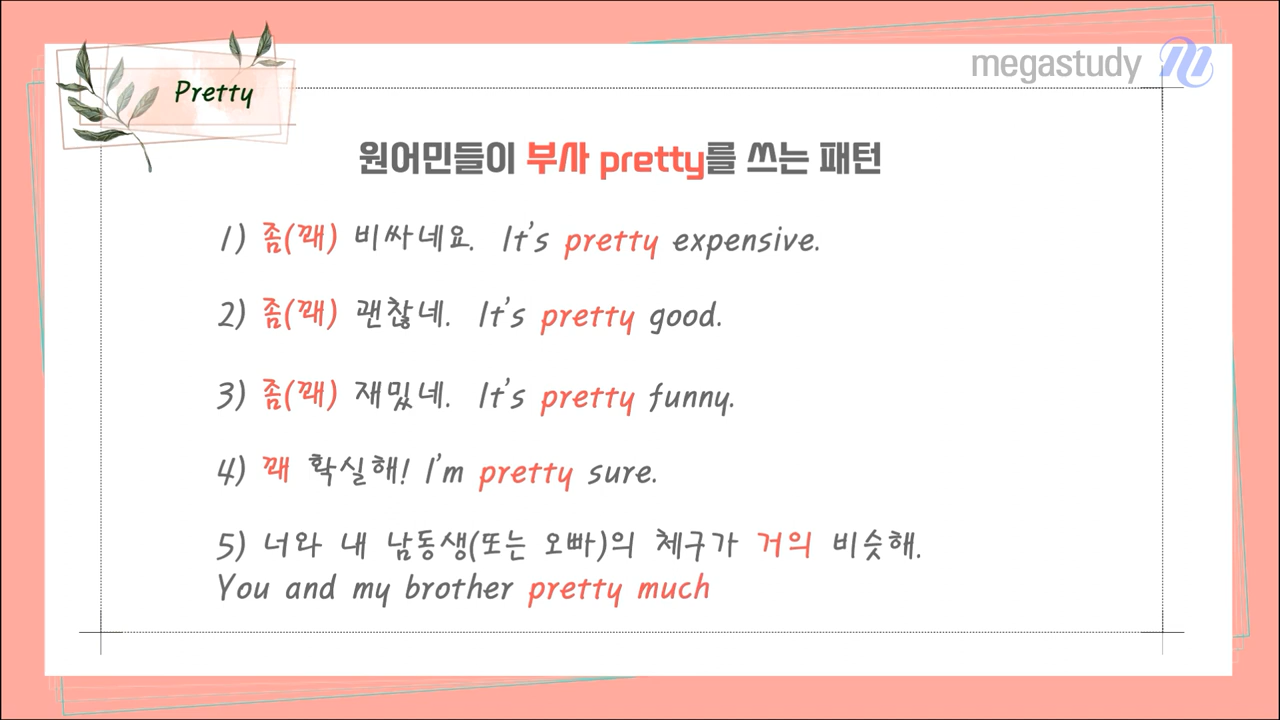 megastudy
Pretty
원어민들이 부사 pretty를 쓰는 패턴
1) 좀(꽤) 비싸네요. It's pretty expensive.
2) 좀(꽤) 괜찮네. It's pretty good.
3) 좀(꽤) 재밌네. It's pretty funny.
4) 꽤 확실해! I'm pretty sure.
5) 너와 내 남동생(또는 오빠)의 체구가 거의 비슷해.
You and my brother pretty much